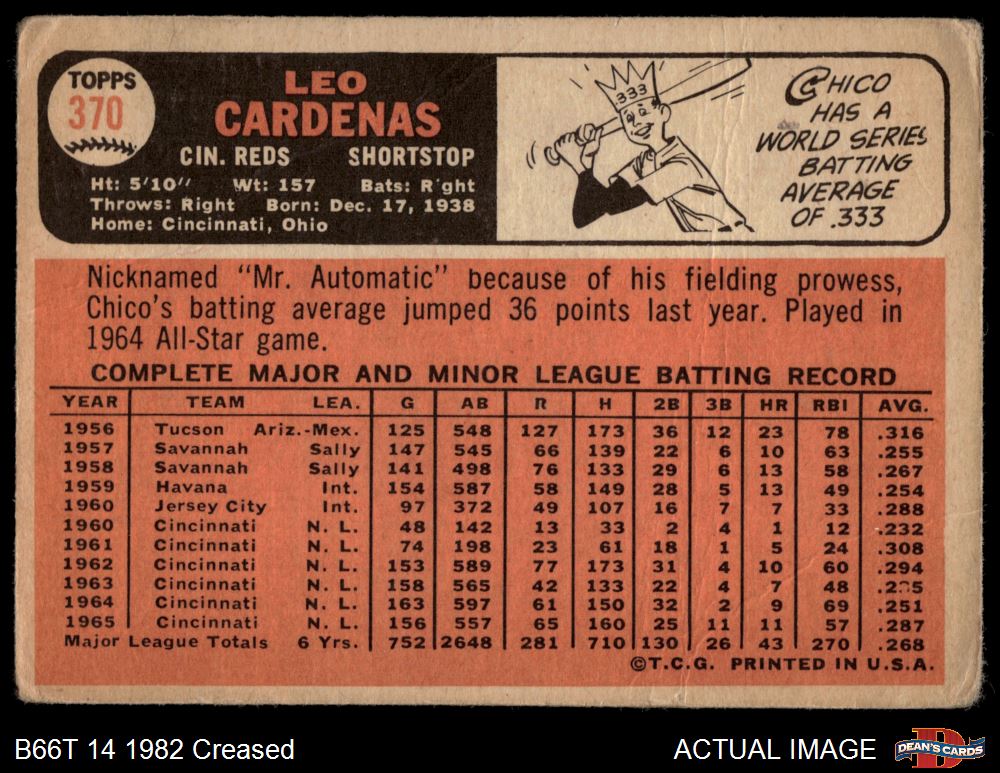 TOPPS
370
LEO
CARDENAS
CIN. REDS SHORTSTOP
Ht: 5'10" Wt: 157 Bats: R'ght
Throws: Right Born: Dec. 17, 1938
Home: Cincinnati, Ohio
.333
CHICO
HAS A
WORLD SERIES
BATTING
AVERAGE
OF .333
Nicknamed "Mr. Automatic" because of his fielding prowess,
Chico's batting average jumped 36 points last year. Played in
1964 All-Star game.
COMPLETE MAJOR AND MINOR LEAGUE BATTING RECORD
YEAR TEAM LEA. G AB R H 2B 3B HR RBI AVG.
1956 Tucson Ariz.-Mex. 125 548 127 173 36 12 23 78 .316
1957 Savannah Sally 147 545 66 139 22 6 10 63 .255
1958 Savannah Sally 141 498 76 133 29 6 13 58 .267
1959 Havana Int. 154 587 58 149 28 5 13 49 .254
1960 Jersey City Int. 97 372 49 107 16 7 7 33 .288
1960 Cincinnati N. L. 48 142 13 33 2 4 1 12 .232
1961 Cincinnati N. L. 74 198 23 61 18 1 5 24 .308
1962 Cincinnati N. L. 153 589 77 173 31 4 10 60 .294
1963 Cincinnati N. L. 158 565 42 133 22 4 7 48
1964 Cincinnati N. L. 163 597 61 150 32 2 9 69 .251
1965 Cincinnati N. L. 156 557 65 160 25 11 11 57 .287
Major League Totals 6 Yrs. 752 2648 281 710 130 26 43 270 .268
©T.C.G. PRINTED IN U.S.A.
B66T 14 1982 Creased ACTUAL IMAGE
D
DEAN'S CARDS